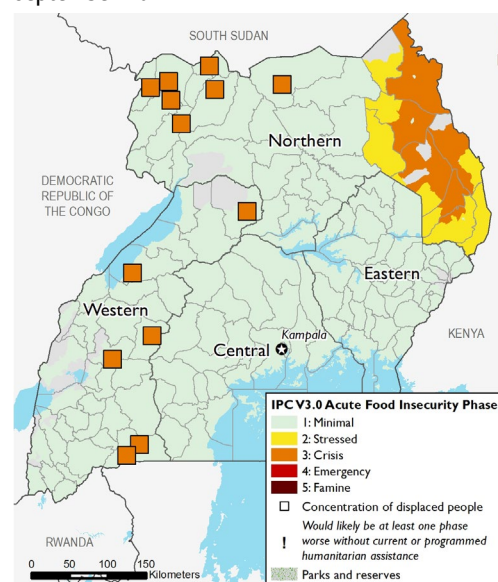 SOUTH SUDAN
Northern
DEMOCRATIC
REPUBLIC OF
THE CONGO
Eastern
Western
Kampala
Central
KENYA
IPC V3.0 Acute Food Insecurity Phase
1: Minimal
2: Stressed
3: Crisis
4: Emergency
5: Famine
Concentration of displaced people
Would likely be at least one phase
! worse without current or programmed
humanitarian assistance
Parks and reserves
RWANDA
0 25 50 100 150
Kilometers